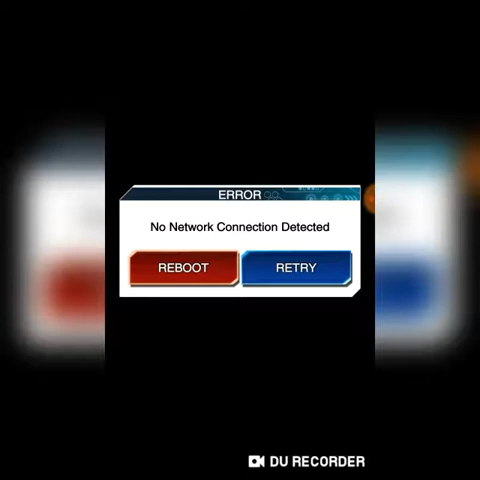 ERROR
No Network Connection Detected
REBOOT
RETRY
DU RECORDER